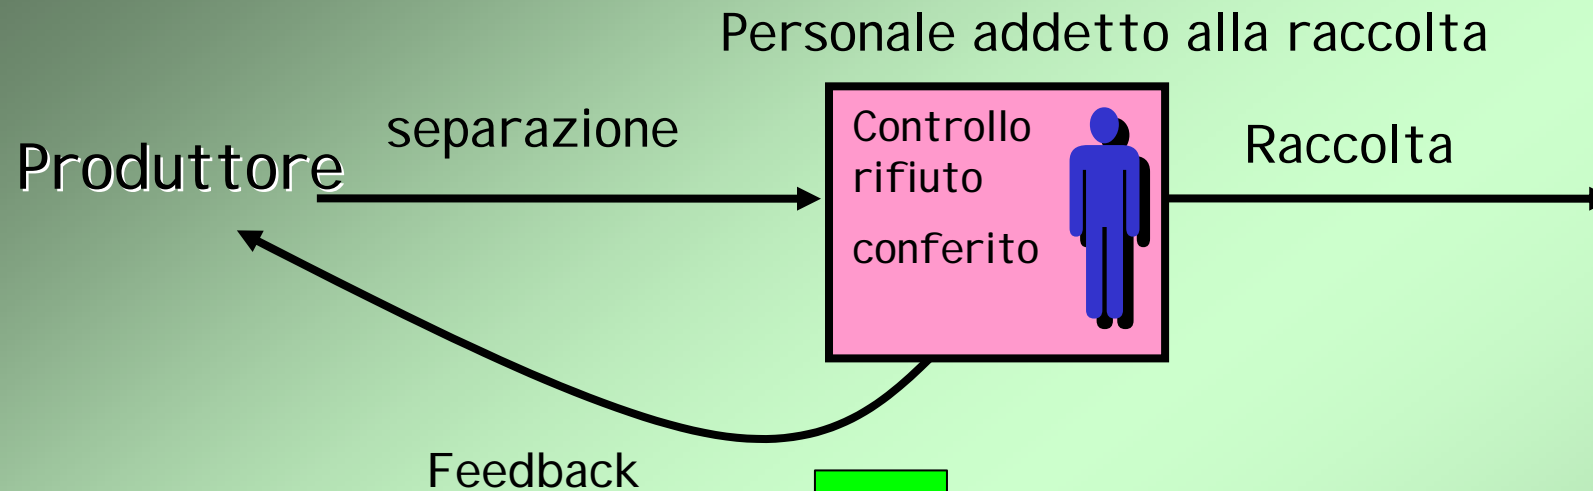 Personale addetto alla raccolta
Produttore
separazione
Controllo
rifiuto
conferito
Raccolta
Feedback